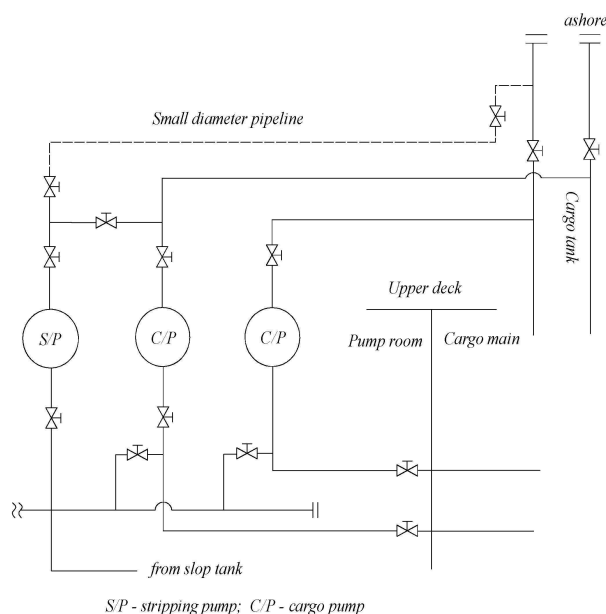 ashore
Small diameter pipeline
Cargo tank
Upper deck
S/P
C/P
C/P
Pump room
Cargo main
from slop tank
S/P - stripping pump; C/P - cargo pump